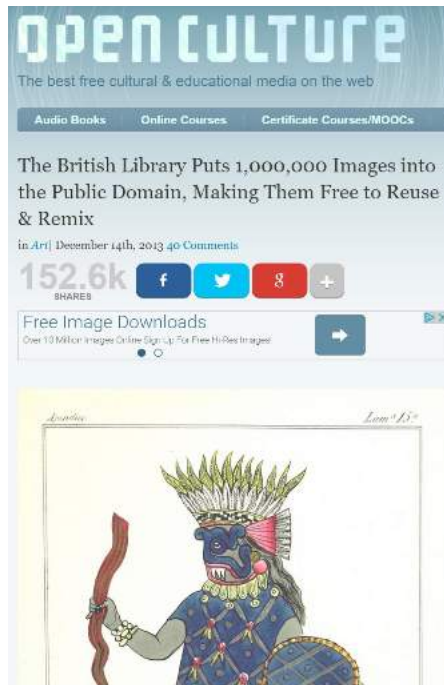 open culture
The best free cultural & educational media on the web
Audio Books Online Courses Certificate Courses/MOOCs
The British Library Puts 1,000,000 Images into
the Public Domain, Making Them Free to Reuse
& Remix
in Art| December 14th, 2013 40 Comments
152.6k
SHARES
Free Image Downloads
Over 10 Million Images Online Sign Up For Free Hi-Res Images!
Lam.ª 15.ª